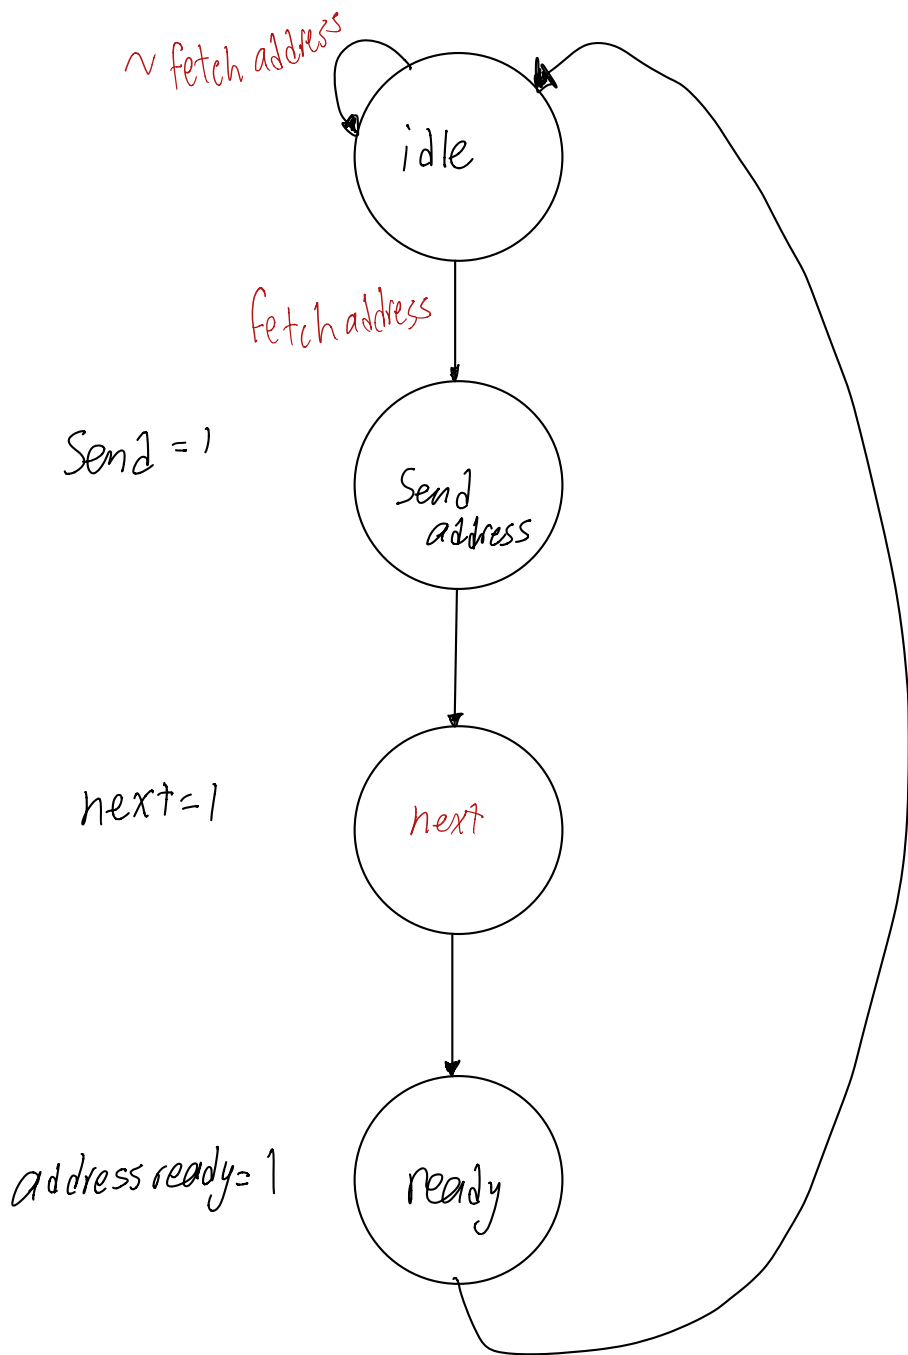 ~ fetch address
idle
fetch address
Send = 1
Send
address
next=1
next
address ready=1
ready